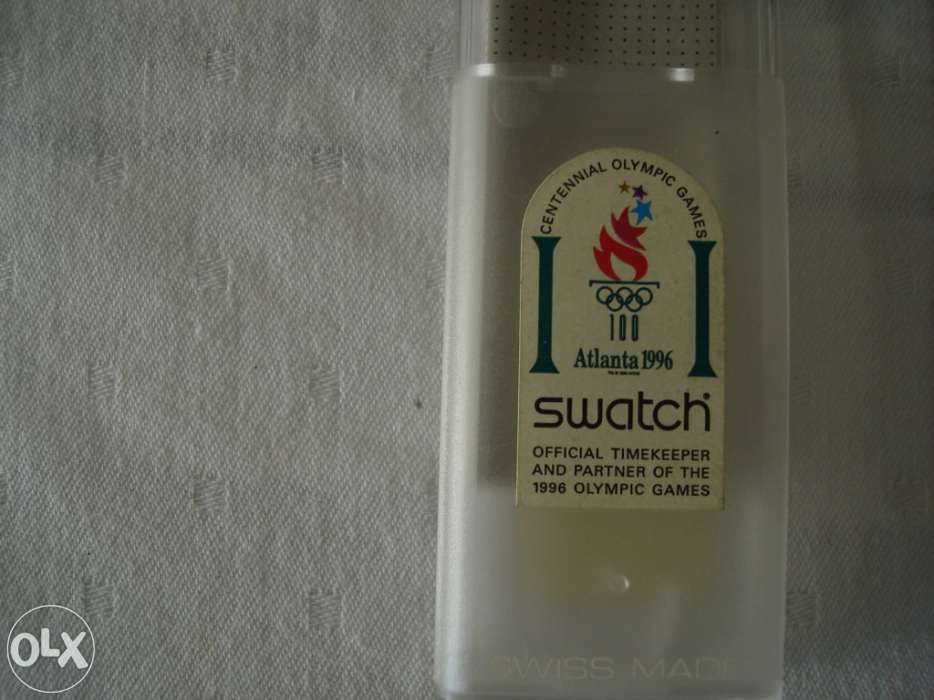 CENTENNIAL OLYMPIC GAMES
100
Atlanta 1996
swatch
OFFICIAL TIMEKEEPER
AND PARTNER OF THE
1996 OLYMPIC GAMES
SWISS MADE
OLX